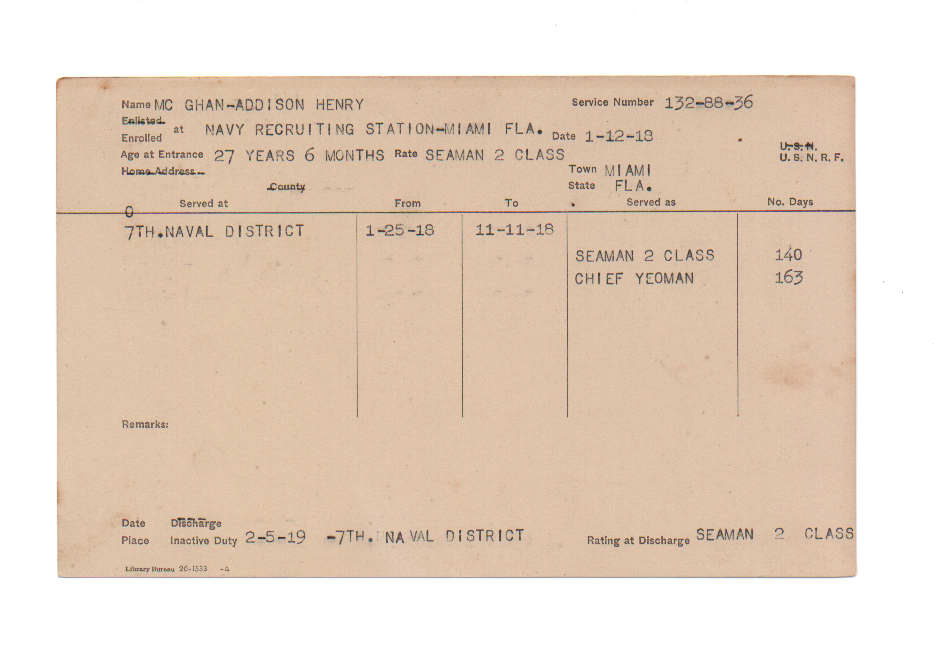 Name MC GHAN-ADDISON HENRY Service Number 132-88-36
Enlisted
Enrolled at NAVY RECRUITING STATION-MIAMI FLA. Date 1-12-18
U.S.N.
Age at Entrance 27 YEARS 6 MONTHS Rate SEAMAN 2 CLASS U.S.N.R.F.
Home Address Town MIAMI
County State FLA.
Served at From To Served as No. Days
0
7TH.NAVAL DISTRICT 1-25-18 11-11-18
SEAMAN 2 CLASS 140
CHIEF YEOMAN 163
Remarks:
Date Discharge
Place Inactive Duty 2-5-19 -7TH. NAVAL DISTRICT Rating at Discharge SEAMAN 2 CLASS
Library Bureau 26-1533 -A